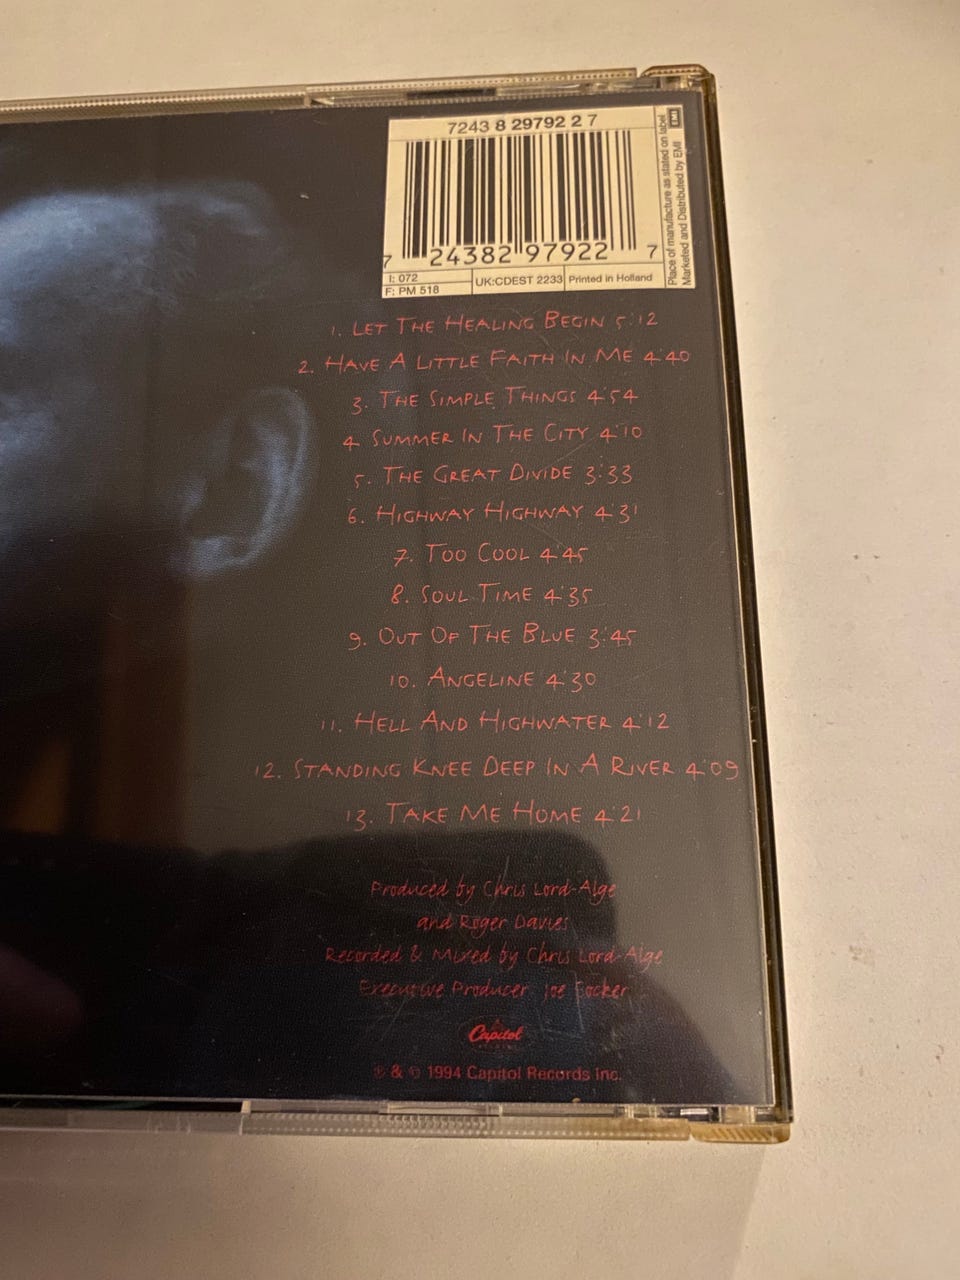 7243 8 29792 2 7
7 24382 97922 7
I: 072
F: PM 518
UK:CDEST 2233
Printed in Holland
Place of manufacture as stated on label
Marketed and Distributed by EMI
EMI
1. LET THE HEALING BEGIN 5:12
2. HAVE A LITTLE FAITH IN ME 4:40
3. THE SIMPLE THINGS 4:54
4 SUMMER IN THE CITY 4:10
5. THE GREAT DIVIDE 3:33
6. HIGHWAY HIGHWAY 4:31
7. TOO COOL 4:45
8. SOUL TIME 4:35
9. OUT OF THE BLUE 3:45
10. ANGELINE 4:30
11. HELL AND HIGHWATER 4:12
12. STANDING KNEE DEEP IN A RIVER 4:09
13. TAKE ME HOME 4:21
Produced by Chris Lord-Alge
and Roger Davies
Recorded & Mixed by Chris Lord-Alge
Executive Producer Joe Cocker
Capitol
℗ & © 1994 Capitol Records Inc.